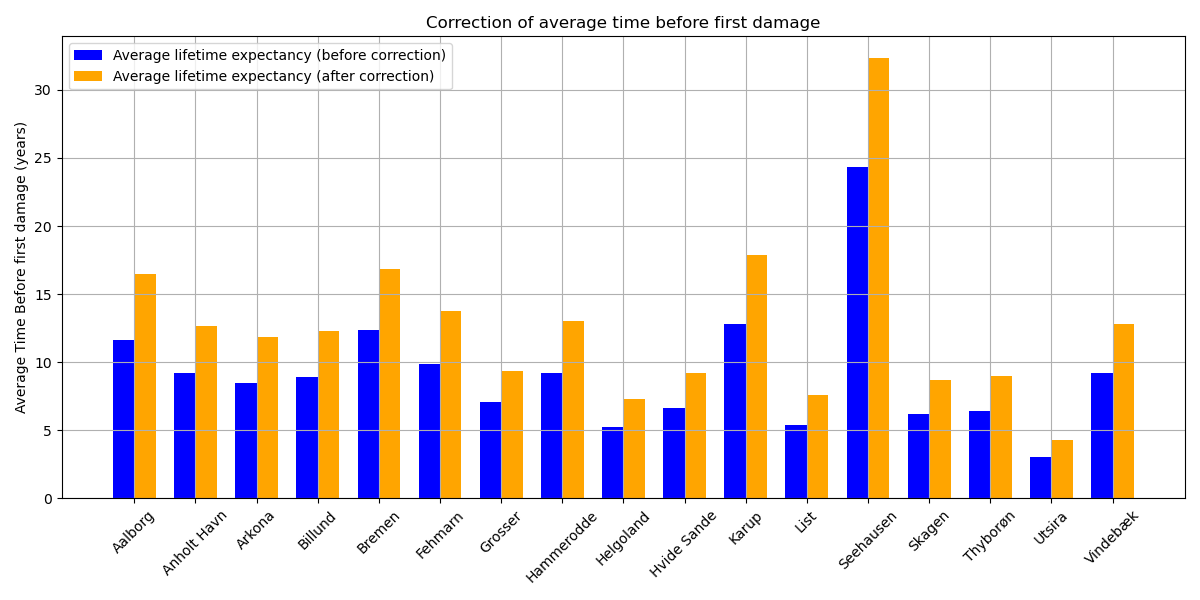 Correction of average time before first damage
Average lifetime expectancy (before correction)
Average lifetime expectancy (after correction)
Average Time Before first damage (years)
30
25
20
15
10
5
0
Aalborg
Anholt Havn
Arkona
Billund
Bremen
Fehmarn
Grosser
Hammerodde
Helgoland
Hvide Sande
Karup
List
Seehausen
Skagen
Thyborøn
Utsira
Vindebæk